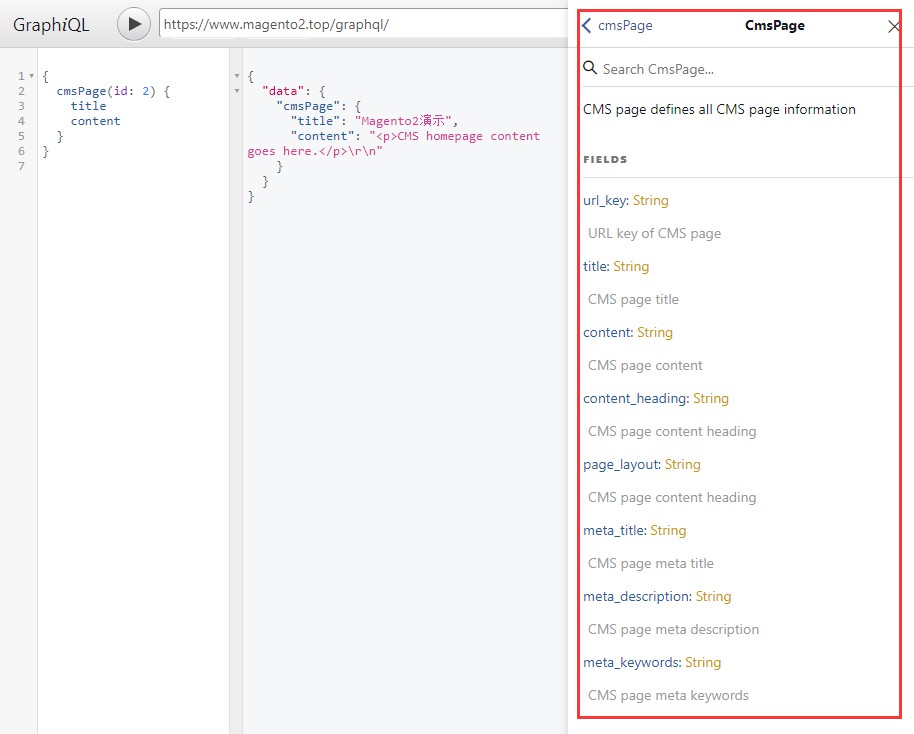 GraphiQL
https://www.magento2.top/graphql/
1 {
2 cmsPage(id: 2) {
3 title
4 content
5 }
6 }
7
{
"data": {
"cmsPage": {
"title": "Magento2演示",
"content": "<p>CMS homepage content
goes here.</p>\r\n"
}
}
}
cmsPage
CmsPage
Search CmsPage...
CMS page defines all CMS page information
FIELDS
url_key: String
URL key of CMS page
title: String
CMS page title
content: String
CMS page content
content_heading: String
CMS page content heading
page_layout: String
CMS page content heading
meta_title: String
CMS page meta title
meta_description: String
CMS page meta description
meta_keywords: String
CMS page meta keywords